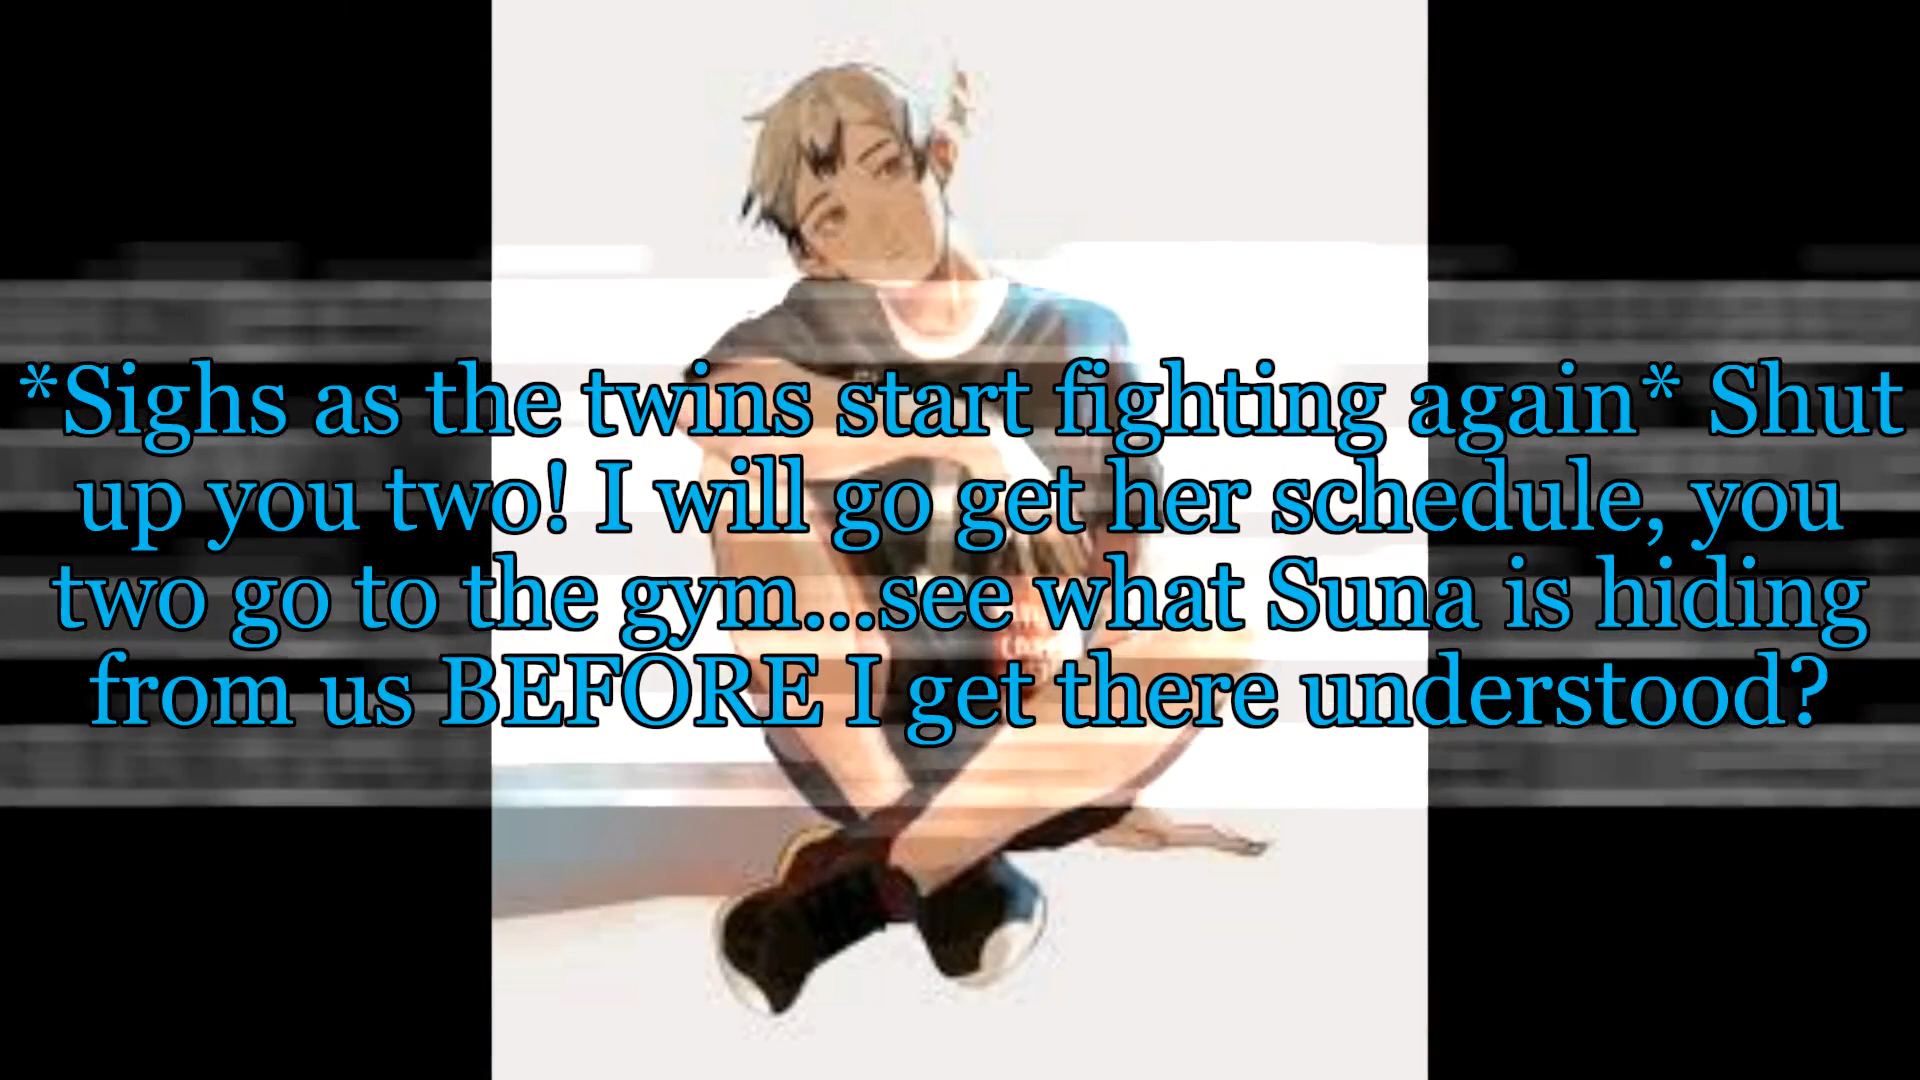 *Sighs as the twins start fighting again* Shut
up you two! I will go get her schedule, you
two go to the gym...see what Suna is hiding
from us BEFORE I get there understood?